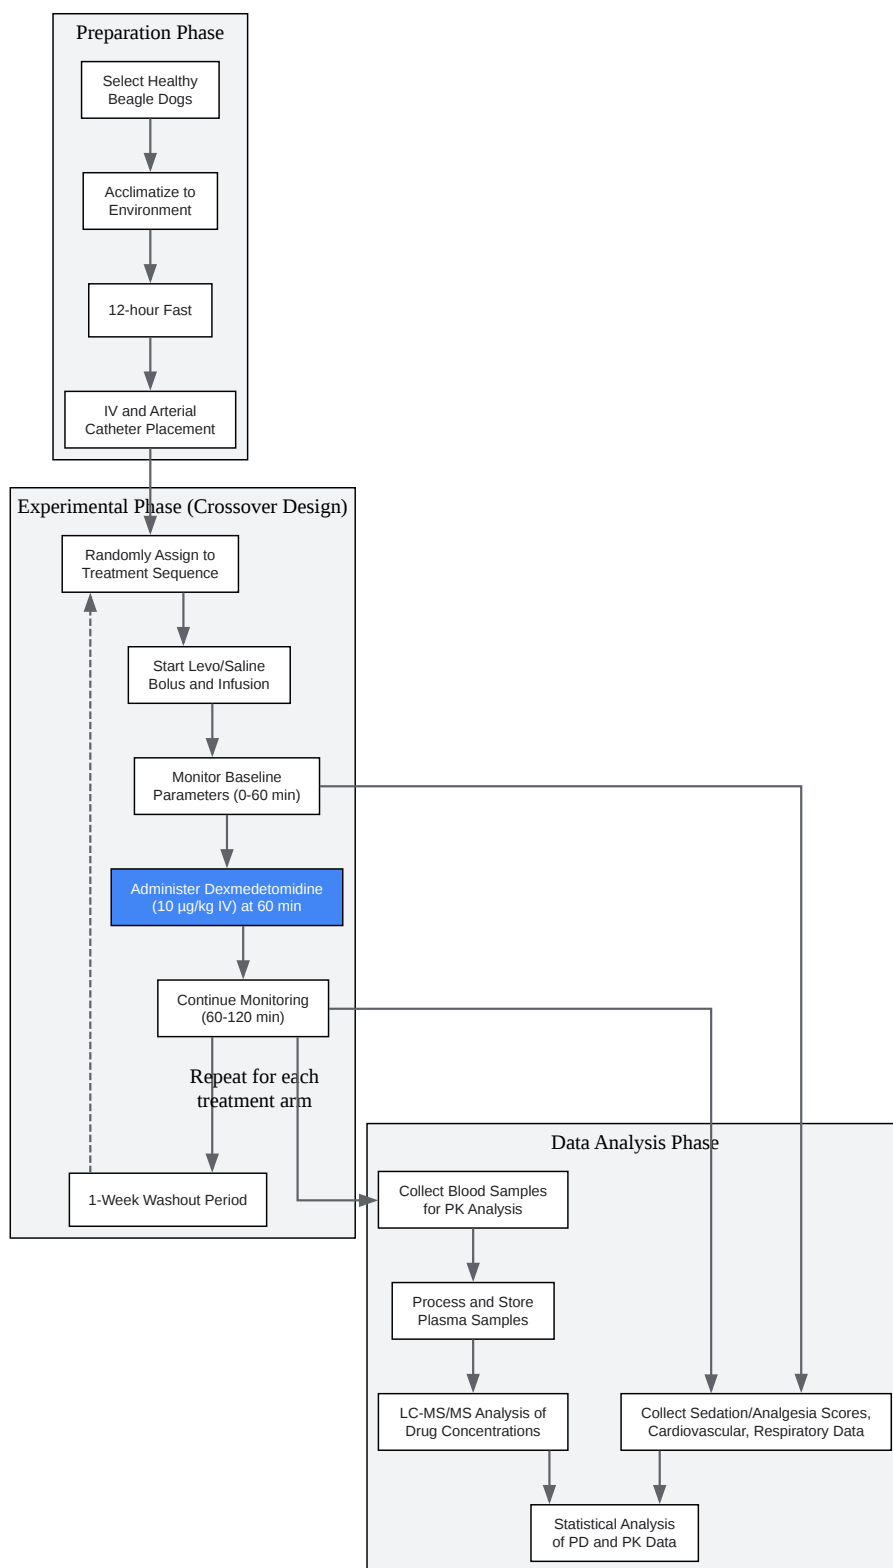 Preparation Phase
Select Healthy
Beagle Dogs
Acclimatize to
Environment
12-hour Fast
IV and Arterial
Catheter Placement
Experimental Phase (Crossover Design)
Randomly Assign to
Treatment Sequence
Start Levo/Saline
Bolus and Infusion
Monitor Baseline
Parameters (0-60 min)
Administer Dexmedetomidine
(10 µg/kg IV) at 60 min
Continue Monitoring
(60-120 min)
Repeat for each
treatment arm
1-Week Washout Period
Data Analysis Phase
Collect Blood Samples
for PK Analysis
Process and Store
Plasma Samples
LC-MS/MS Analysis of
Drug Concentrations
Collect Sedation/Analgesia Scores,
Cardiovascular, Respiratory Data
Statistical Analysis
of PD and PK Data